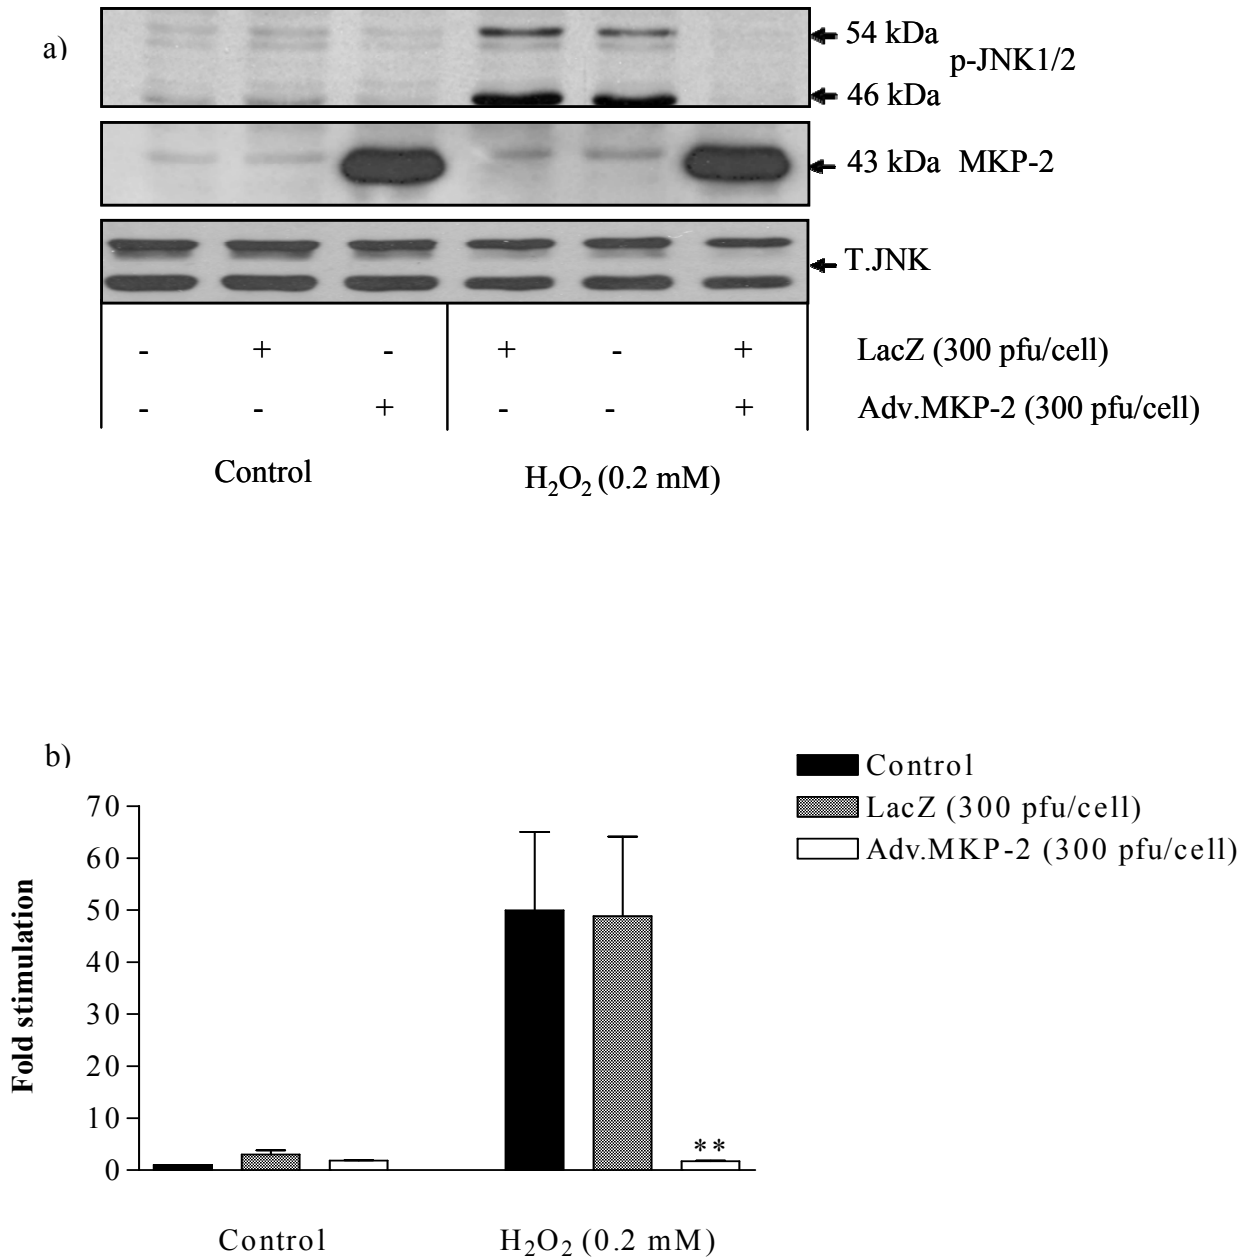 a)
54 kDa
p-JNK1/2
46 kDa
43 kDa MKP-2
T.JNK
- + - + - + LacZ (300 pfu/cell)
- - + - - + Adv.MKP-2 (300 pfu/cell)
Control H₂O₂ (0.2 mM)
b)
Control
LacZ (300 pfu/cell)
Adv.MKP-2 (300 pfu/cell)
Fold stimulation
70
60
50
40
30
20
10
0
**
Control H₂O₂ (0.2 mM)